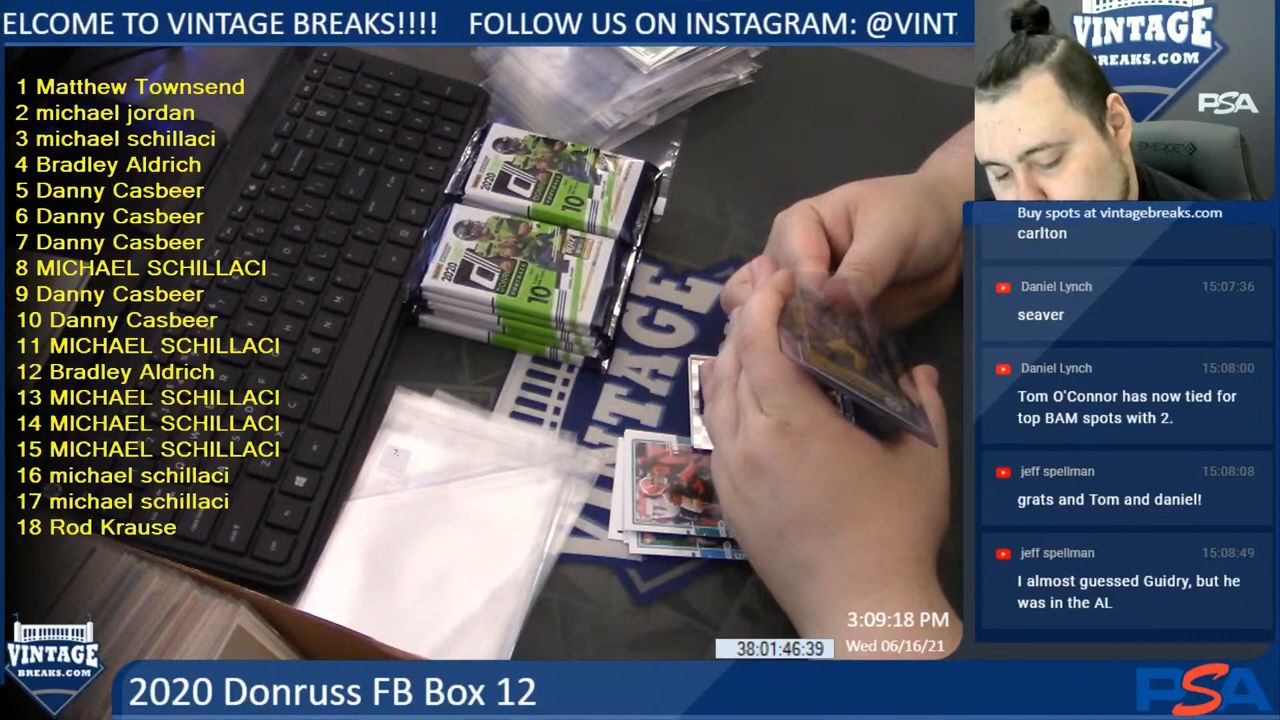 ELCOME TO VINTAGE BREAKS!!!! FOLLOW US ON INSTAGRAM: @VINT
VINTAGE
BREAKS.COM
PSA
1 Matthew Townsend
2 michael jordan
3 michael schillaci
4 Bradley Aldrich
5 Danny Casbeer
6 Danny Casbeer
7 Danny Casbeer
8 MICHAEL SCHILLACI
9 Danny Casbeer
10 Danny Casbeer
11 MICHAEL SCHILLACI
12 Bradley Aldrich
13 MICHAEL SCHILLACI
14 MICHAEL SCHILLACI
15 MICHAEL SCHILLACI
16 michael schillaci
17 michael schillaci
18 Rod Krause
2020
10
2020
10
VINTAGE
Buy spots at vintagebreaks.com
carlton
Daniel Lynch 15:07:36
seaver
Daniel Lynch 15:08:00
Tom O'Connor has now tied for
top BAM spots with 2.
jeff spellman 15:08:08
grats and Tom and daniel!
jeff spellman 15:08:49
I almost guessed Guidry, but he
was in the AL
3:09:18 PM
38:01:46:39 Wed 06/16/21
VINTAGE
BREAKS.COM
2020 Donruss FB Box 12
PSA